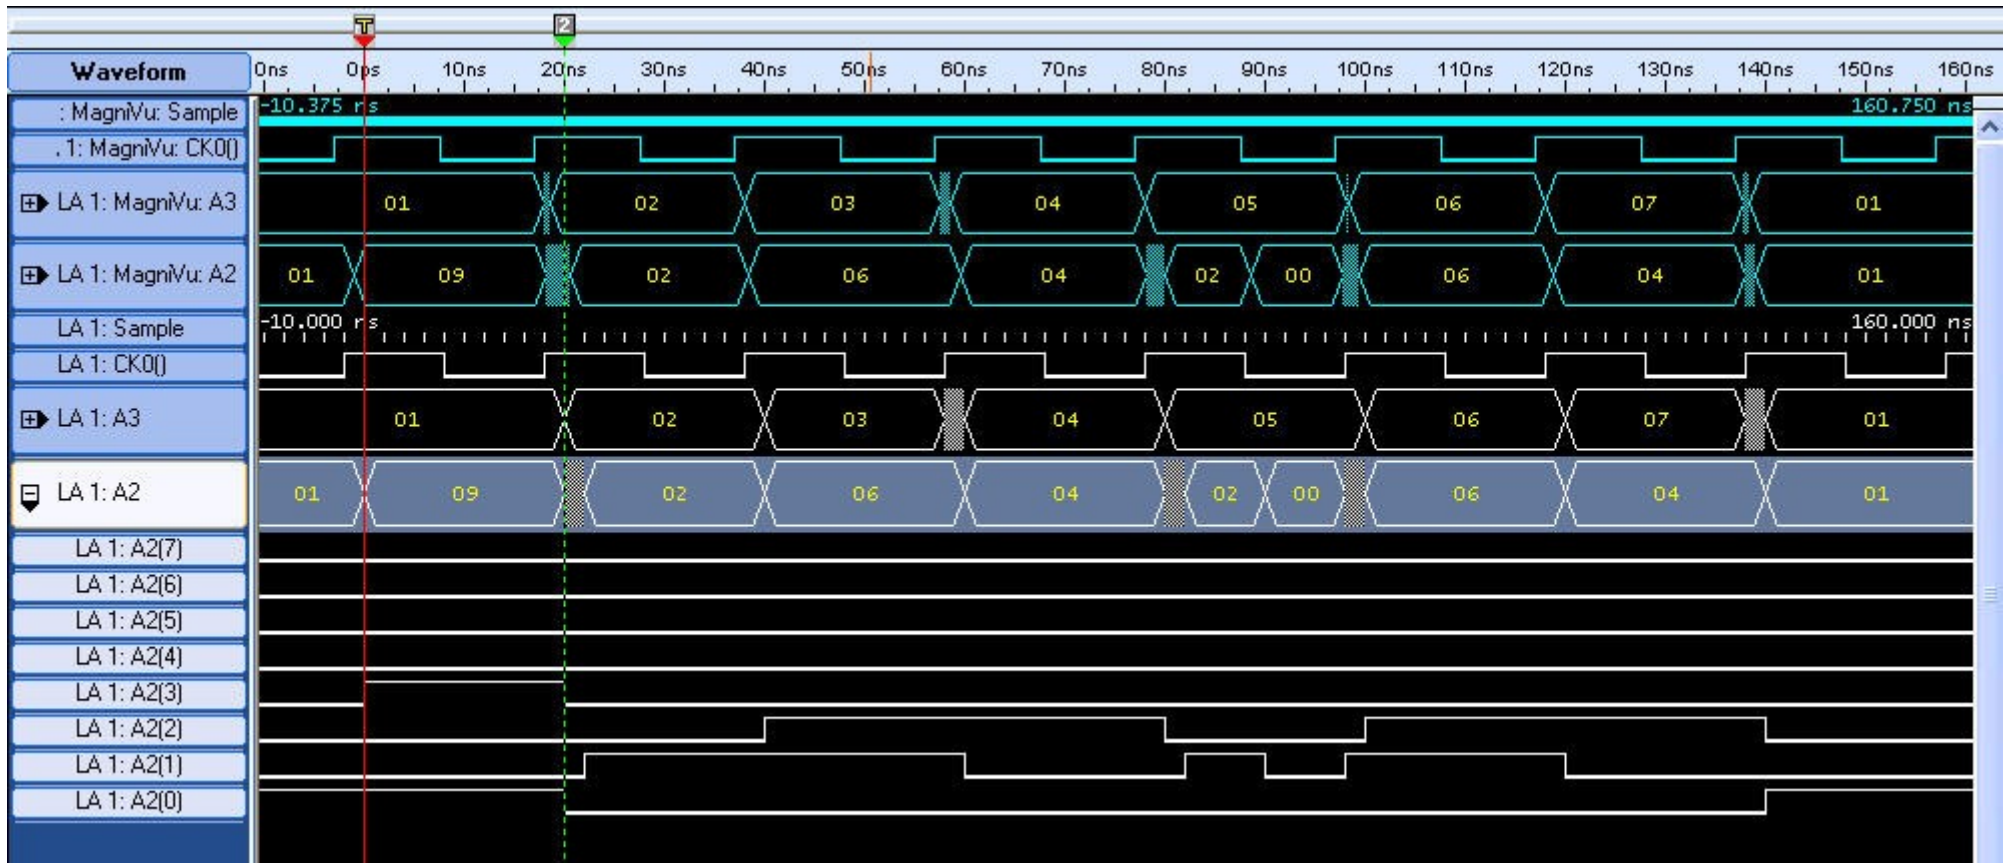 T 2
Waveform 0ns 0ps 10ns 20ns 30ns 40ns 50ns 60ns 70ns 80ns 90ns 100ns 110ns 120ns 130ns 140ns 150ns 160ns
: MagniVu: Sample -10.375 ns 160.750 ns
. 1: MagniVu: CK0()
LA 1: MagniVu: A3 01 02 03 04 05 06 07 01
LA 1: MagniVu: A2 01 09 02 06 04 02 00 06 04 01
LA 1: Sample -10.000 ns 160.000 ns
LA 1: CK0()
LA 1: A3 01 02 03 04 05 06 07 01
LA 1: A2 01 09 02 06 04 02 00 06 04 01
LA 1: A2(7)
LA 1: A2(6)
LA 1: A2(5)
LA 1: A2(4)
LA 1: A2(3)
LA 1: A2(2)
LA 1: A2(1)
LA 1: A2(0)